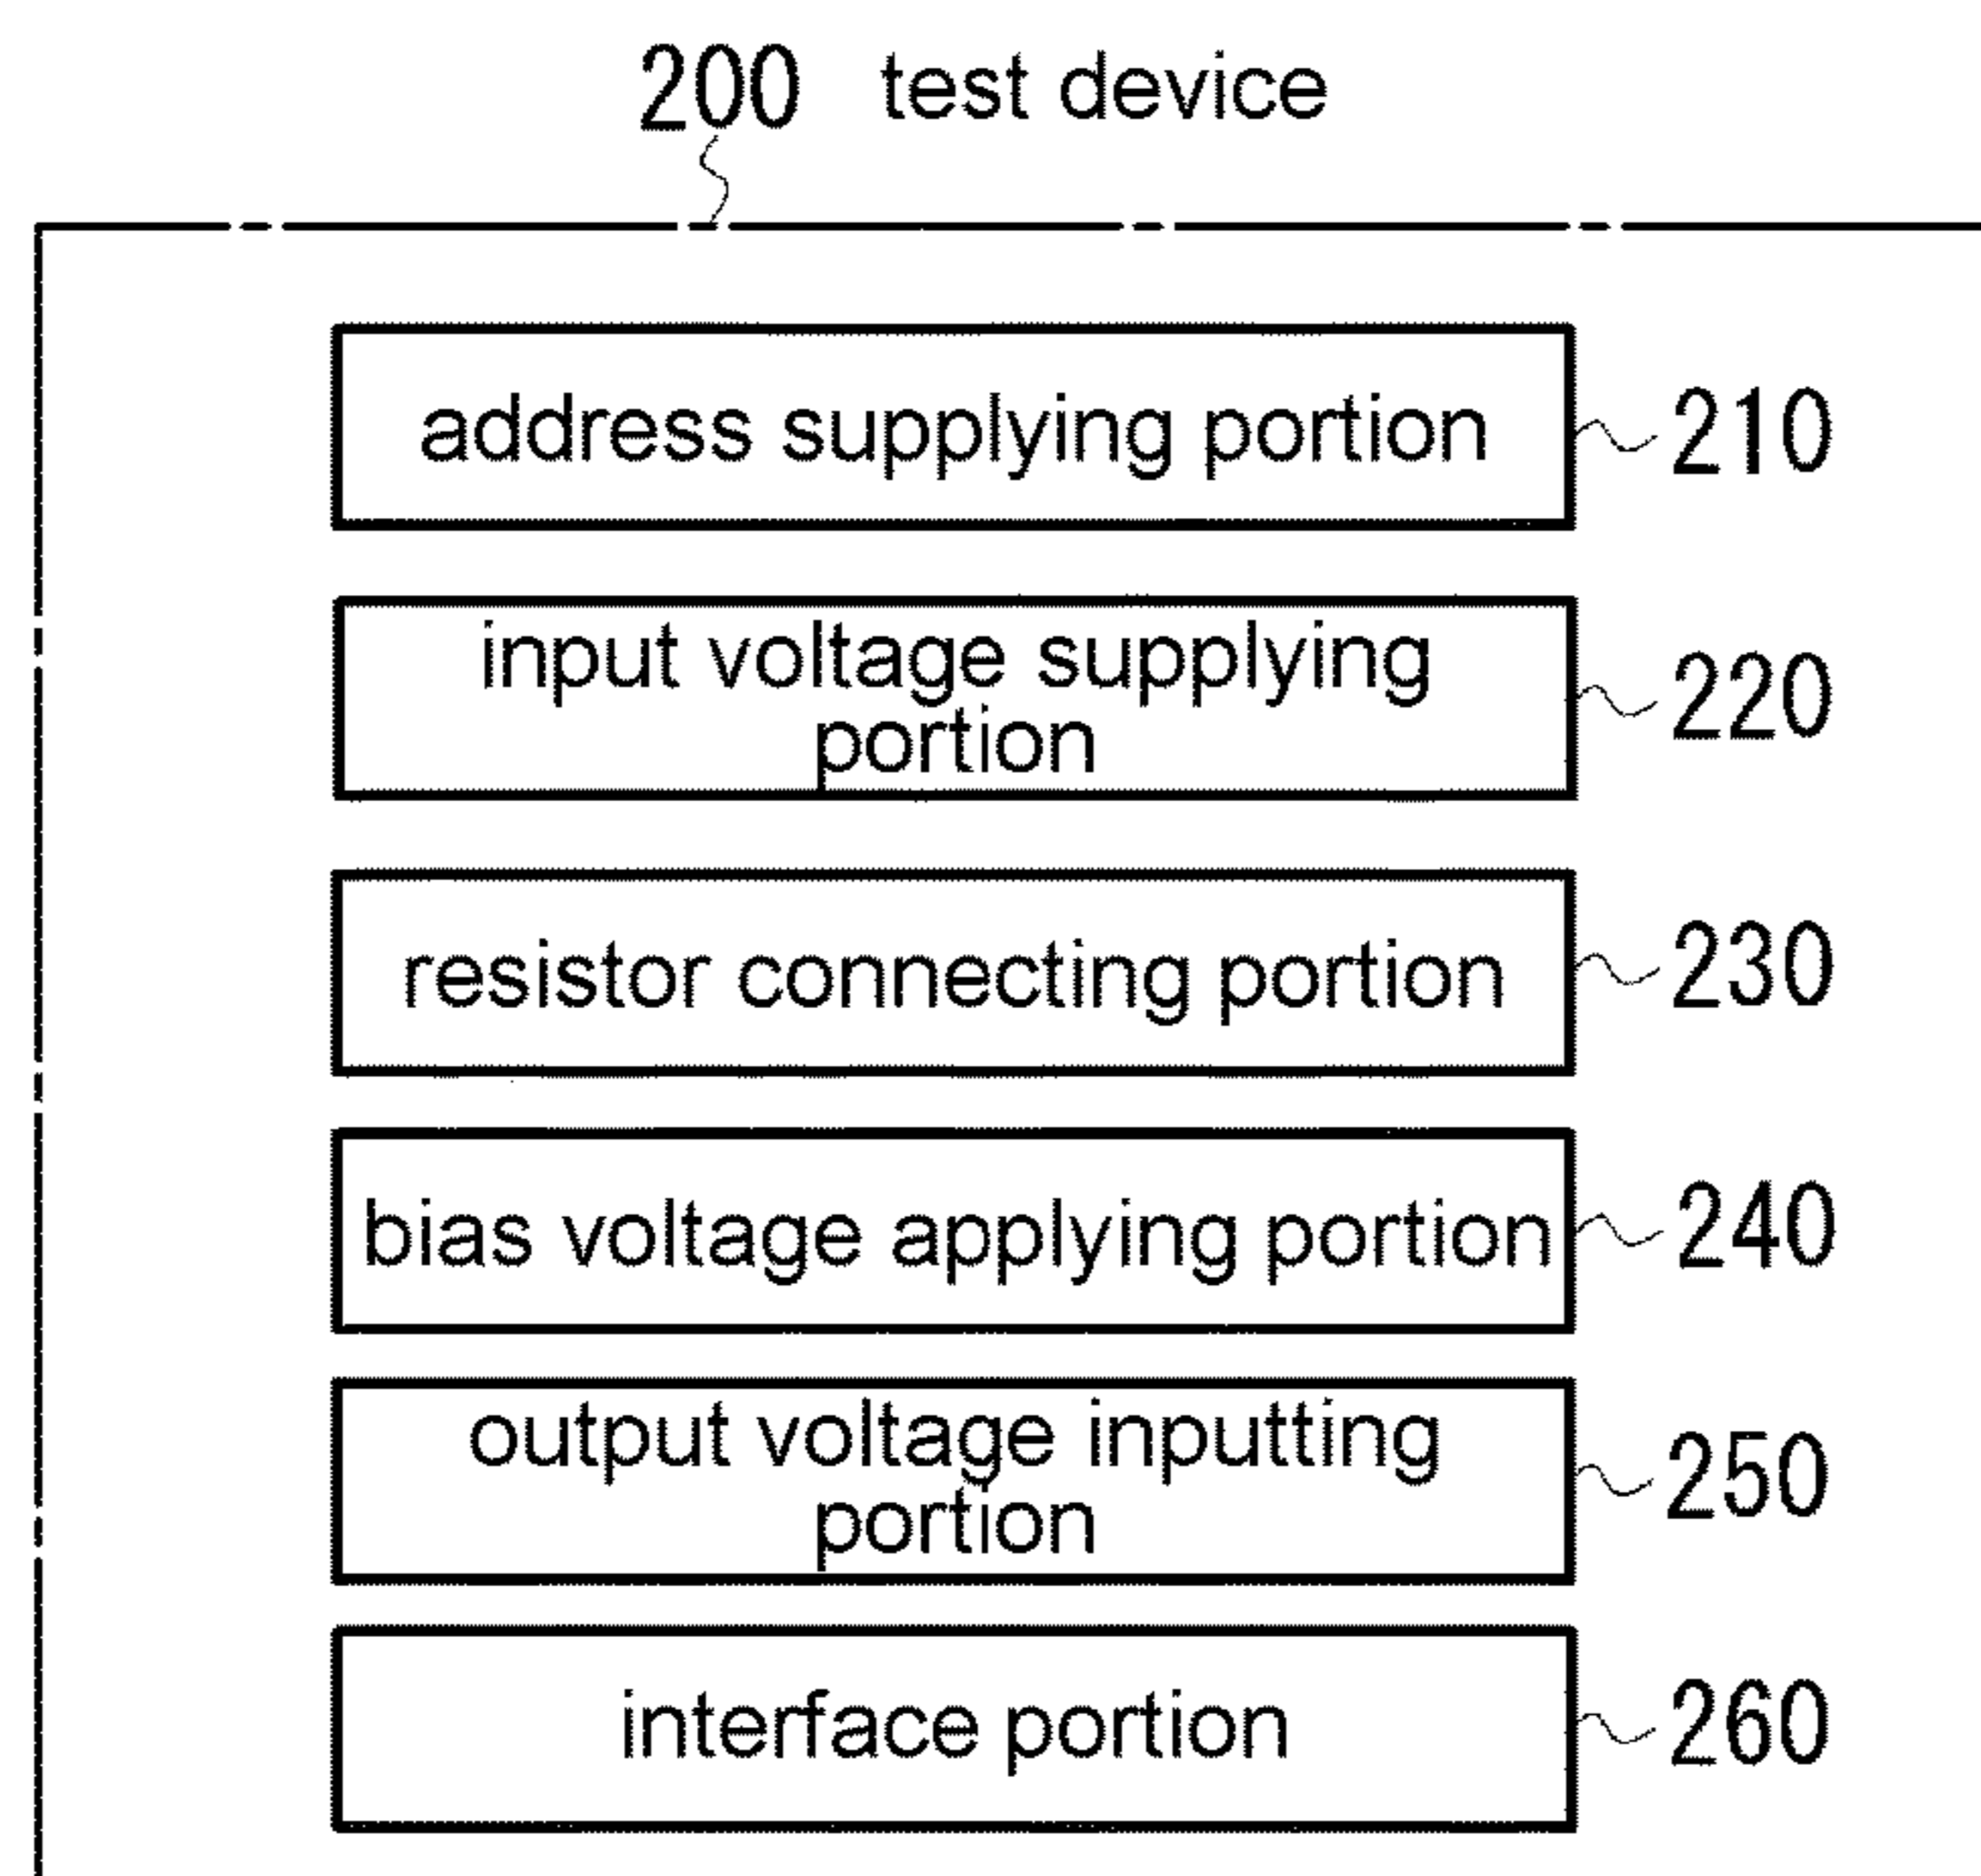 200 test device
address supplying portion 210
input voltage supplying
portion
220
resistor connecting portion 230
bias voltage applying portion 240
output voltage inputting
portion
250
interface portion 260